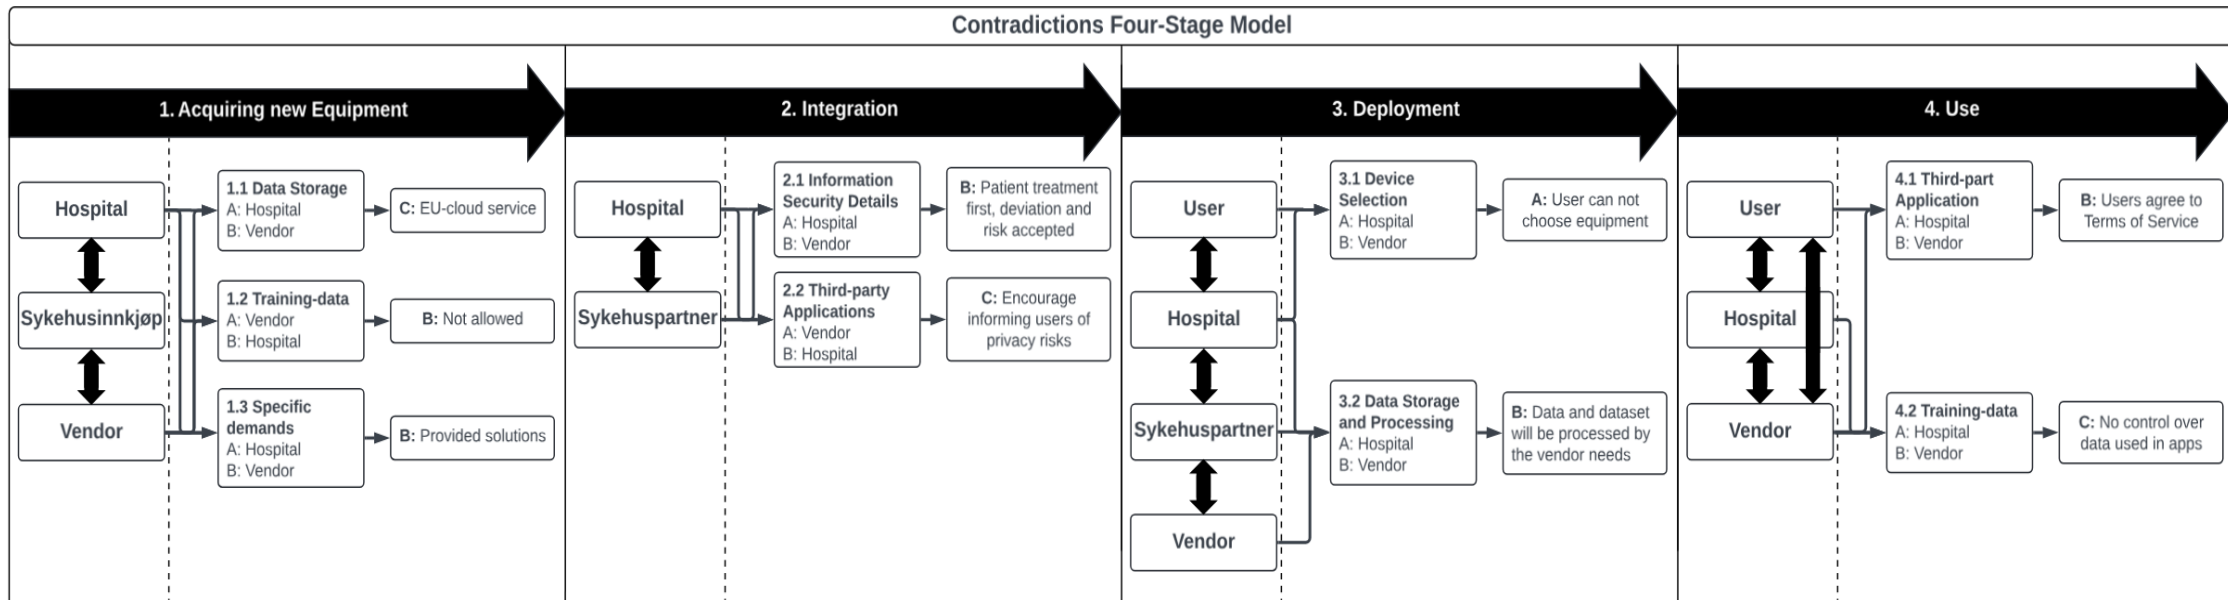 Contradictions Four-Stage Model
1. Acquiring new Equipment
Hospital
Sykehusinnkjøp
Vendor
1.1 Data Storage
A: Hospital
B: Vendor
C: EU-cloud service
1.2 Training-data
A: Vendor
B: Hospital
B: Not allowed
1.3 Specific
demands
A: Hospital
B: Vendor
B: Provided solutions
2. Integration
Hospital
Sykehuspartner
2.1 Information
Security Details
A: Hospital
B: Vendor
B: Patient treatment
first, deviation and
risk accepted
2.2 Third-party
Applications
A: Vendor
B: Hospital
C: Encourage
informing users of
privacy risks
3. Deployment
User
Hospital
Sykehuspartner
Vendor
3.1 Device
Selection
A: Hospital
B: Vendor
A: User can not
choose equipment
3.2 Data Storage
and Processing
A: Hospital
B: Vendor
B: Data and dataset
will be processed by
the vendor needs
4. Use
User
Hospital
Vendor
4.1 Third-part
Application
A: Hospital
B: Vendor
B: Users agree to
Terms of Service
4.2 Training-data
A: Hospital
B: Vendor
C: No control over
data used in apps